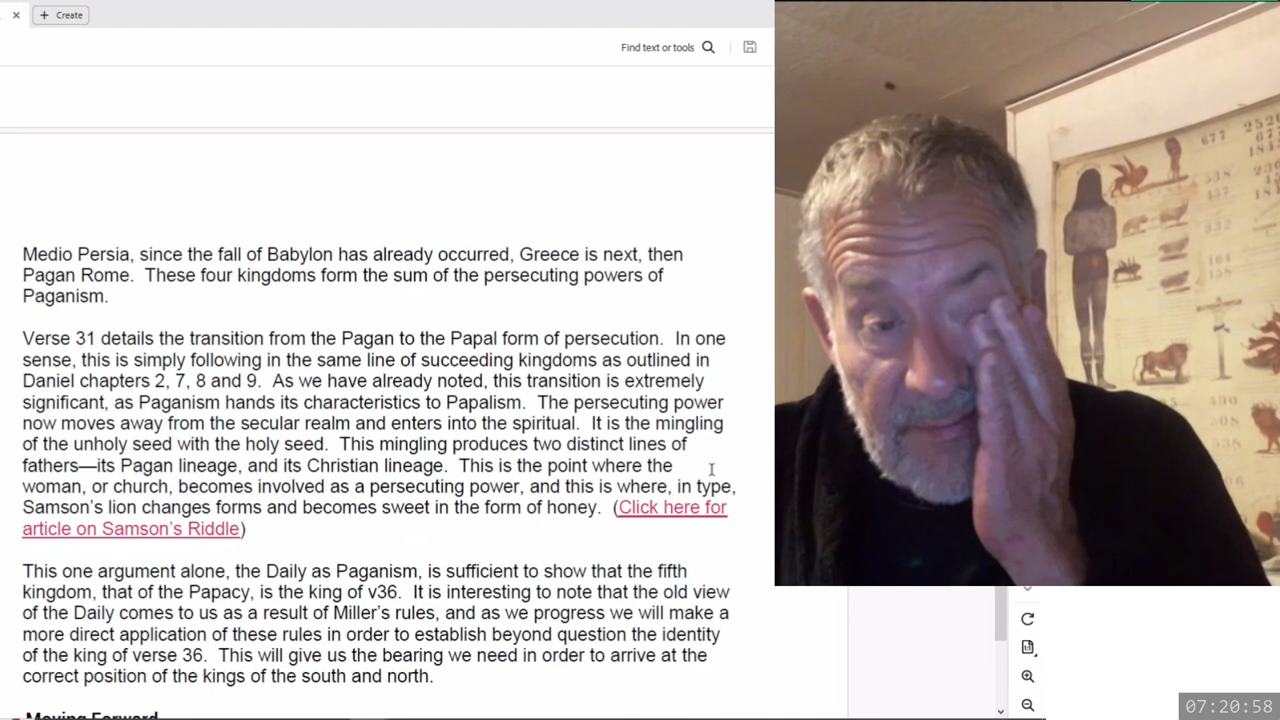 Create
Find text or tools
Medio Persia, since the fall of Babylon has already occurred, Greece is next, then
Pagan Rome.  These four kingdoms form the sum of the persecuting powers of
Paganism.
Verse 31 details the transition from the Pagan to the Papal form of persecution.  In one
sense, this is simply following in the same line of succeeding kingdoms as outlined in
Daniel chapters 2, 7, 8 and 9.  As we have already noted, this transition is extremely
significant, as Paganism hands its characteristics to Papalism.  The persecuting power
now moves away from the secular realm and enters into the spiritual.  It is the mingling
of the unholy seed with the holy seed.  This mingling produces two distinct lines of
fathers—its Pagan lineage, and its Christian lineage.  This is the point where the
woman, or church, becomes involved as a persecuting power, and this is where, in type,
Samson's lion changes forms and becomes sweet in the form of honey.  (Click here for
article on Samson's Riddle)
This one argument alone, the Daily as Paganism, is sufficient to show that the fifth
kingdom, that of the Papacy, is the king of v36.  It is interesting to note that the old view
of the Daily comes to us as a result of Miller's rules, and as we progress we will make a
more direct application of these rules in order to establish beyond question the identity
of the king of verse 36.  This will give us the bearing we need in order to arrive at the
correct position of the kings of the south and north.
Moving Forward
677
538
457
332
164
158
490
508
538
07:20:58